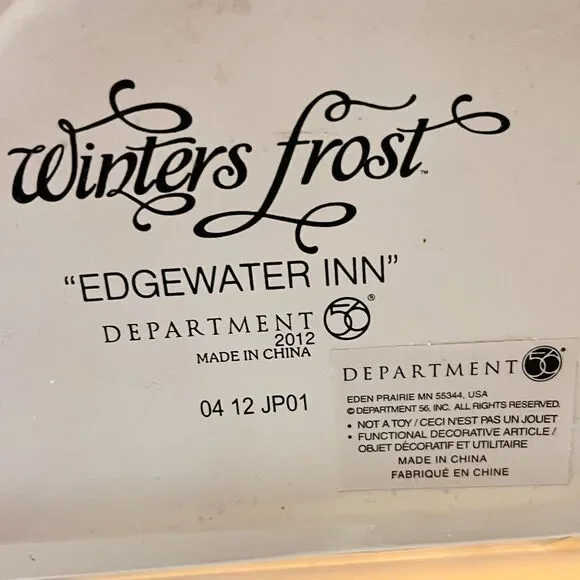 Winters frost™
“EDGEWATER INN”
DEPARTMENT 56®
2012
MADE IN CHINA
04 12 JP01
DEPARTMENT 56®
EDEN PRAIRIE MN 55344, USA
© DEPARTMENT 56, INC. ALL RIGHTS RESERVED.
• NOT A TOY / CECI N'EST PAS UN JOUET
• FUNCTIONAL DECORATIVE ARTICLE /
OBJET DÉCORATIF ET UTILITAIRE
MADE IN CHINA
FABRIQUÉ EN CHINE